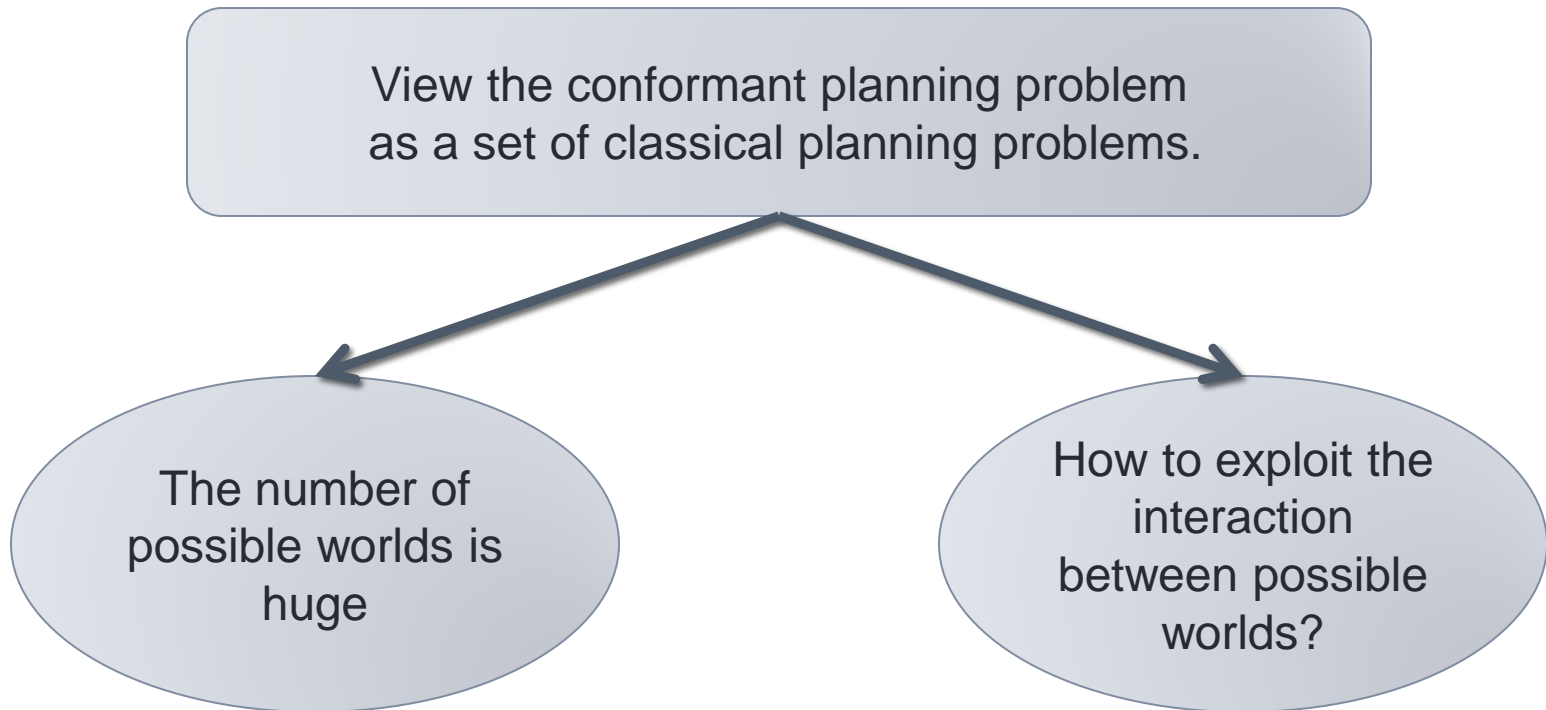 View the conformant planning problem
as a set of classical planning problems.
The number of
possible worlds is
huge
How to exploit the
interaction
between possible
worlds?